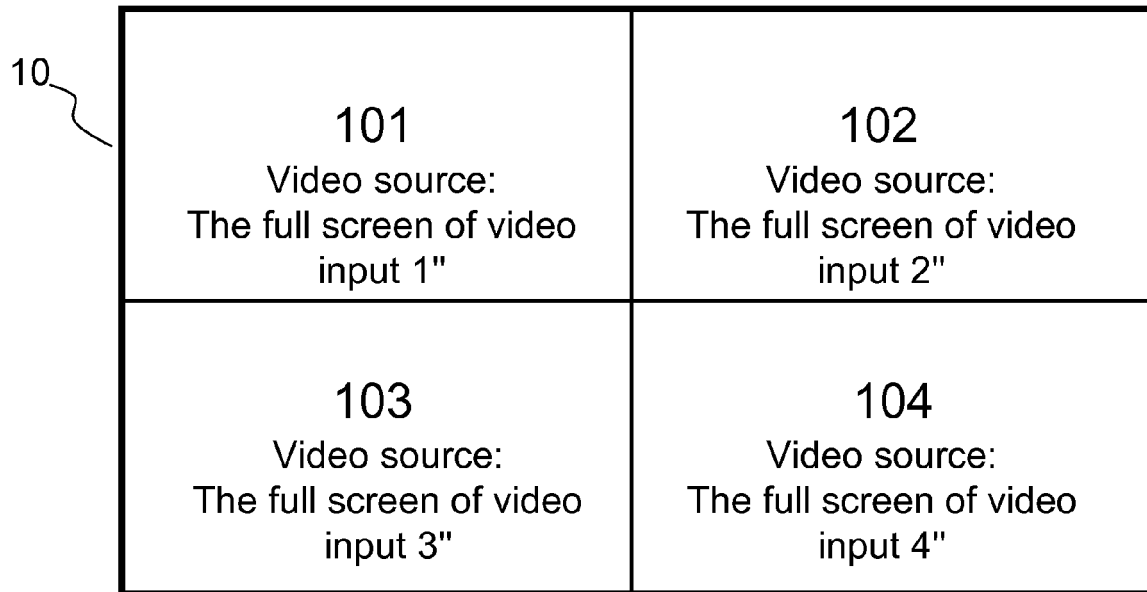 10
101
Video source:
The full screen of video
input 1"
102
Video source:
The full screen of video
input 2"
103
Video source:
The full screen of video
input 3"
104
Video source:
The full screen of video
input 4"